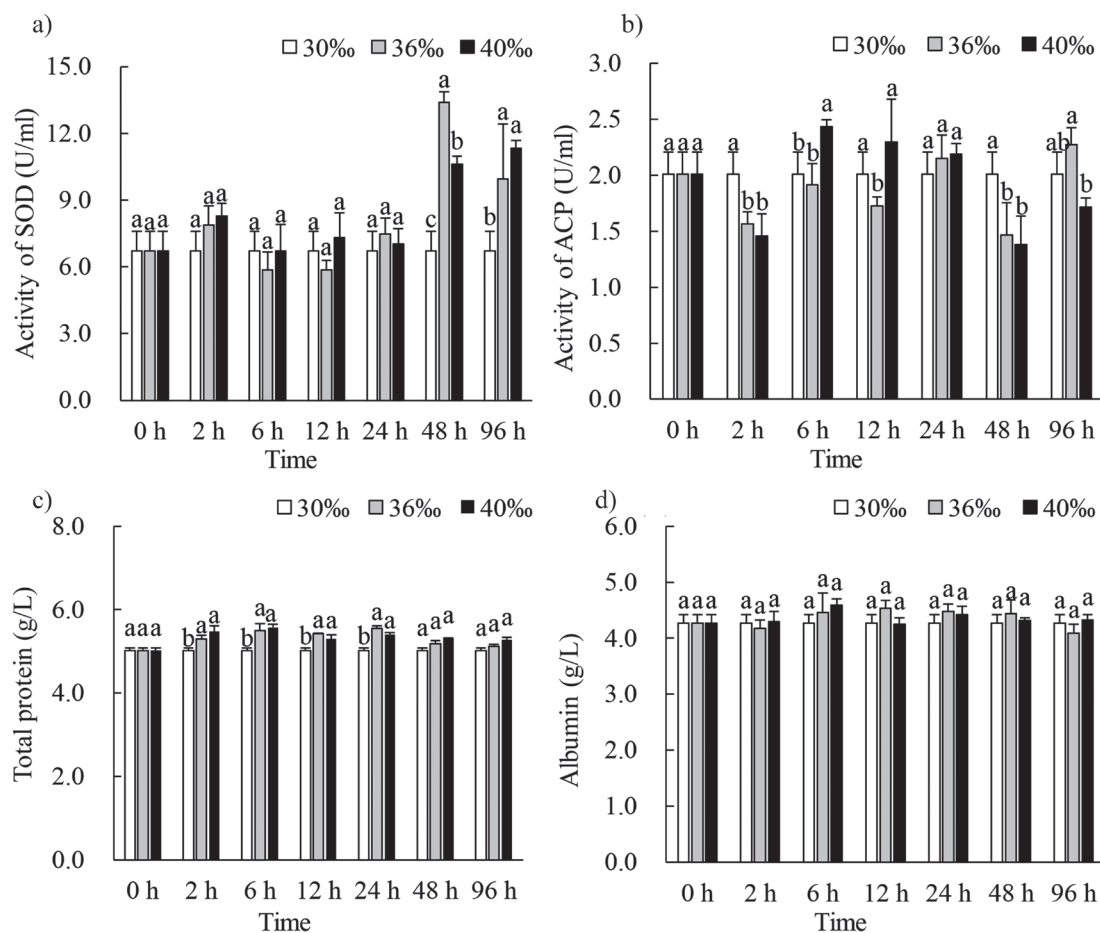 a)
30‰ 36‰ 40‰
15.0
12.0
9.0
6.0
3.0
0.0
Activity of SOD (U/ml)
a a a a a a a a a a a a a a a c a b b a a
0 h 2 h 6 h 12 h 24 h 48 h 96 h
Time
b)
30‰ 36‰ 40‰
3.0
2.5
2.0
1.5
1.0
0.5
0.0
Activity of ACP (U/ml)
a a a a b b b b a a b a a a a a b b ab a b
0 h 2 h 6 h 12 h 24 h 48 h 96 h
Time
c)
30‰ 36‰ 40‰
8.0
6.0
4.0
2.0
0.0
Total protein (g/L)
a a a b a a b a a b a a b a a a a a a a a
0 h 2 h 6 h 12 h 24 h 48 h 96 h
Time
d)
30‰ 36‰ 40‰
6.0
5.0
4.0
3.0
2.0
1.0
0.0
Albumin (g/L)
a a a a a a a a a a a a a a a a a a a a a
0 h 2 h 6 h 12 h 24 h 48 h 96 h
Time